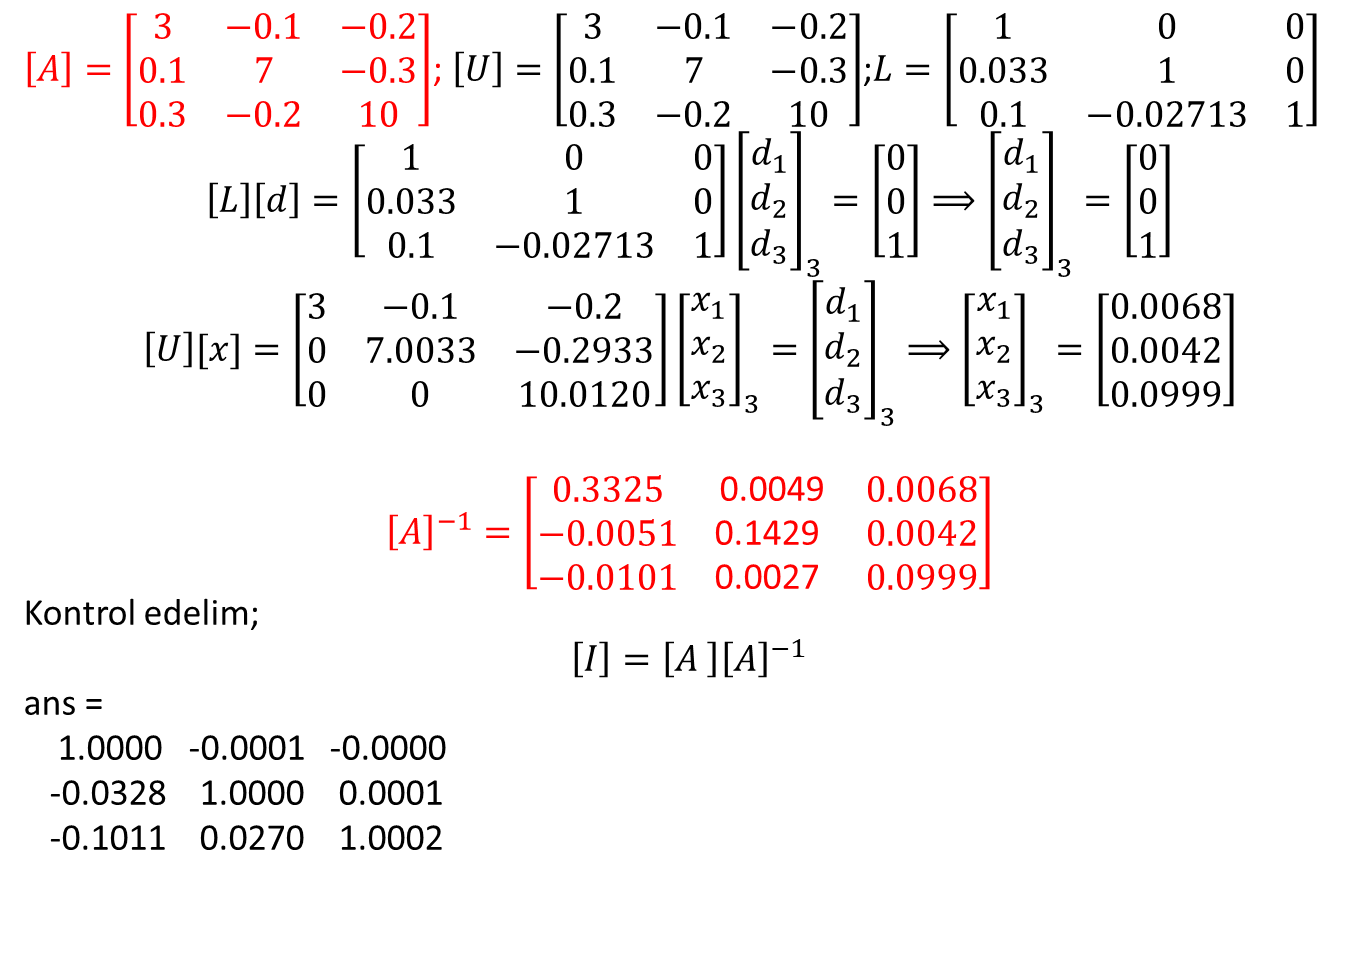 [A] = [3 −0.1 −0.2; 0.1 7 −0.3; 0.3 −0.2 10]; [U] = [3 −0.1 −0.2; 0.1 7 −0.3; 0.3 −0.2 10]; L = [1 0 0; 0.033 1 0; 0.1 −0.02713 1]
[L][d] = [1 0 0; 0.033 1 0; 0.1 −0.02713 1] [d₁; d₂; d₃]₃ = [0; 0; 1] ⟹ [d₁; d₂; d₃]₃ = [0; 0; 1]
[U][x] = [3 −0.1 −0.2; 0 7.0033 −0.2933; 0 0 10.0120] [x₁; x₂; x₃]₃ = [d₁; d₂; d₃]₃ ⟹ [x₁; x₂; x₃]₃ = [0.0068; 0.0042; 0.0999]
[A]⁻¹ = [0.3325 0.0049 0.0068; −0.0051 0.1429 0.0042; −0.0101 0.0027 0.0999]
Kontrol edelim;
[I] = [A ][A]⁻¹
ans =
1.0000 -0.0001 -0.0000
-0.0328 1.0000 0.0001
-0.1011 0.0270 1.0002